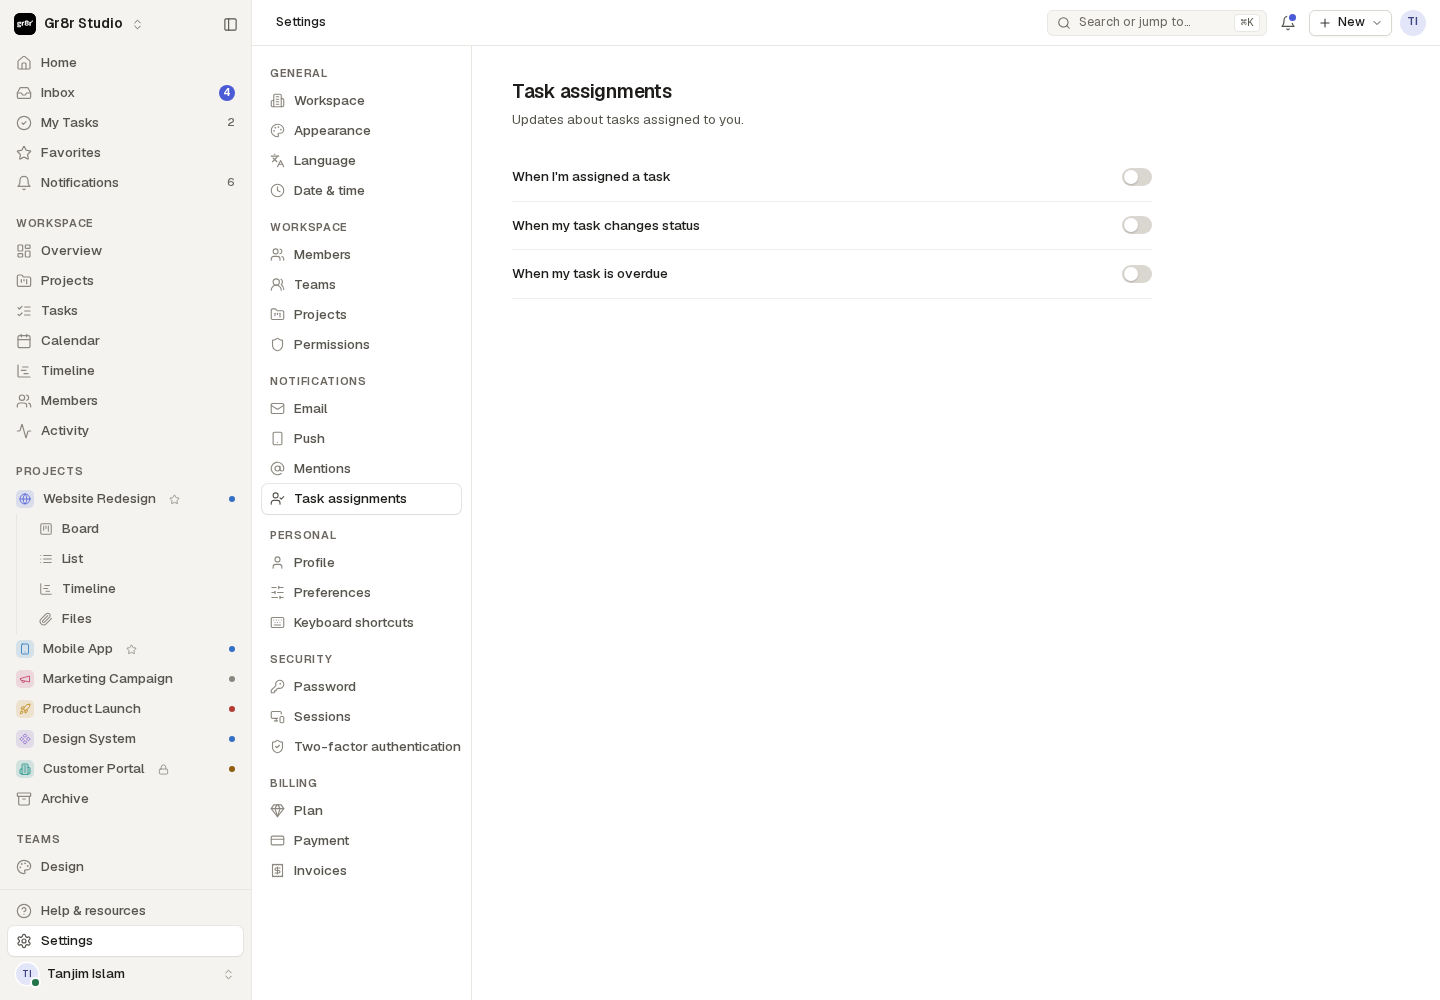 gr8r
Gr8r Studio
Home
Inbox 4
My Tasks 2
Favorites
Notifications 6
WORKSPACE
Overview
Projects
Tasks
Calendar
Timeline
Members
Activity
PROJECTS
Website Redesign
Board
List
Timeline
Files
Mobile App
Marketing Campaign
Product Launch
Design System
Customer Portal
Archive
TEAMS
Design
Help & resources
Settings
TI Tanjim Islam
Settings
Search or jump to... ⌘K
New
TI
GENERAL
Workspace
Appearance
Language
Date & time
WORKSPACE
Members
Teams
Projects
Permissions
NOTIFICATIONS
Email
Push
Mentions
Task assignments
PERSONAL
Profile
Preferences
Keyboard shortcuts
SECURITY
Password
Sessions
Two-factor authentication
BILLING
Plan
Payment
Invoices
Task assignments
Updates about tasks assigned to you.
When I'm assigned a task
When my task changes status
When my task is overdue